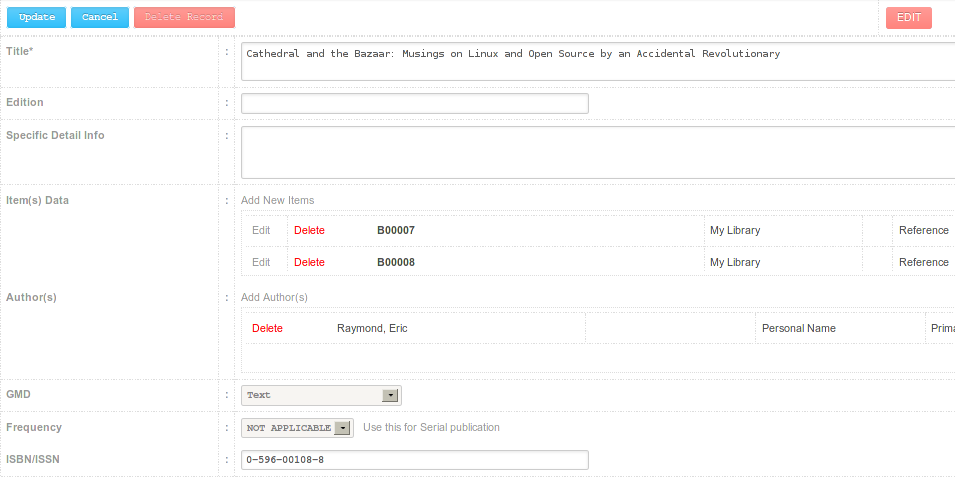 Update Cancel Delete Record EDIT
Title* : Cathedral and the Bazaar: Musings on Linux and Open Source by an Accidental Revolutionary
Edition :
Specific Detail Info :
Item(s) Data : Add New Items
Edit Delete B00007 My Library Reference
Edit Delete B00008 My Library Reference
Author(s) : Add Author(s)
Delete Raymond, Eric Personal Name Prima
GMD : Text
Frequency : NOT APPLICABLE Use this for Serial publication
ISBN/ISSN : 0-596-00108-8